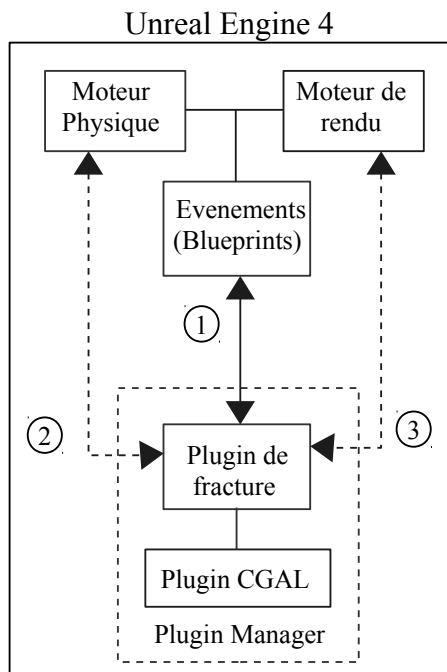 Unreal Engine 4
Moteur
Physique
Moteur de
rendu
Evenements
(Blueprints)
1
2
3
Plugin de
fracture
Plugin CGAL
Plugin Manager